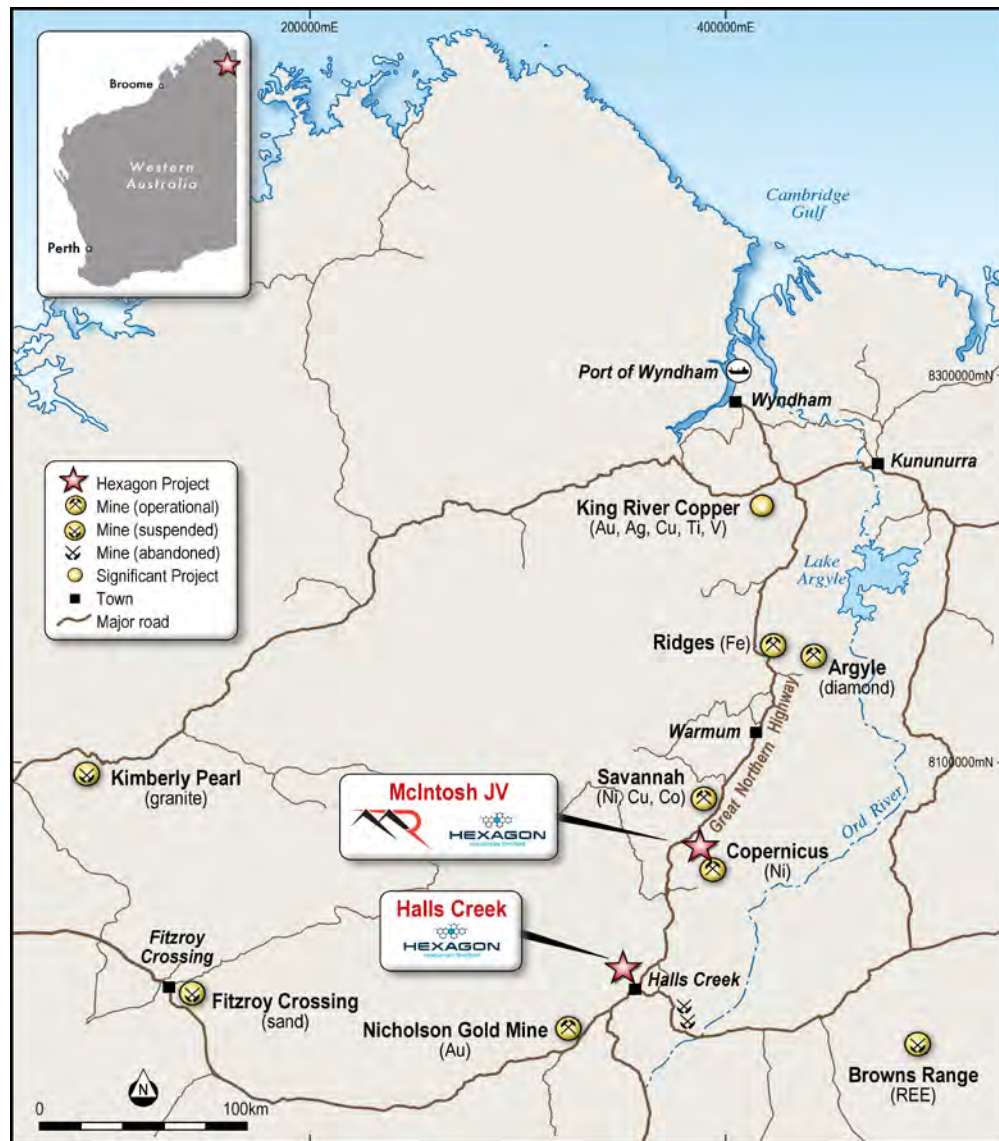 200000mE
400000mE
Broome
Western
Australia
Perth
Cambridge
Gulf
Port of Wyndham
8300000mN
Wyndham
Kununurra
Hexagon Project
Mine (operational)
Mine (suspended)
Mine (abandoned)
Significant Project
Town
Major road
King River Copper
(Au, Ag, Cu, Ti, V)
Lake
Argyle
Ridges (Fe)
Argyle
(diamond)
Great Northern Highway
Warmum
8100000mN
Kimberly Pearl
(granite)
Savannah
(Ni, Cu, Co)
Ord River
McIntosh JV
MR
HEXAGON
Copernicus
(Ni)
Halls Creek
HEXAGON
Fitzroy
Crossing
Halls Creek
Fitzroy Crossing
(sand)
Nicholson Gold Mine
(Au)
Browns Range
(REE)
N
0
100km